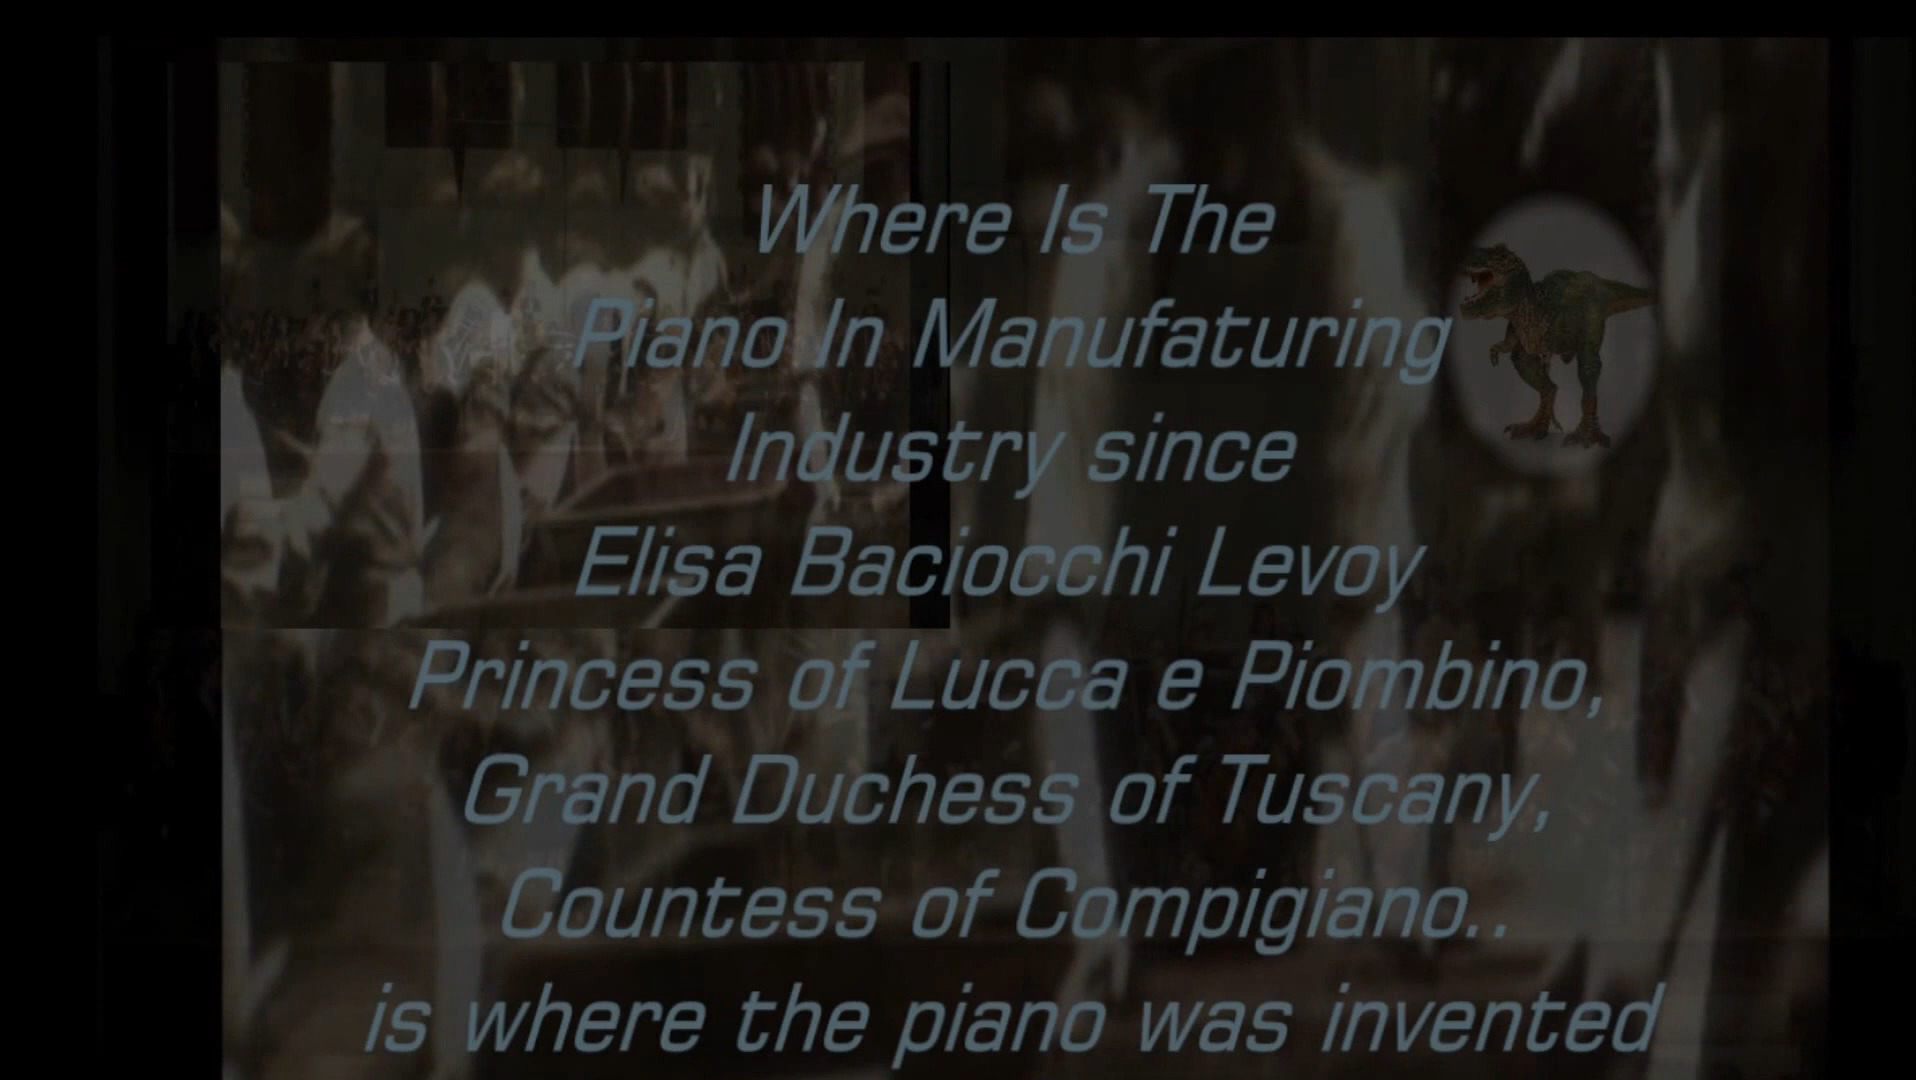 Where Is The
Piano In Manufaturing
Industry since
Elisa Baciocchi Levoy
Princess of Lucca e Piombino,
Grand Duchess of Tuscany,
Countess of Compigiano..
is where the piano was invented